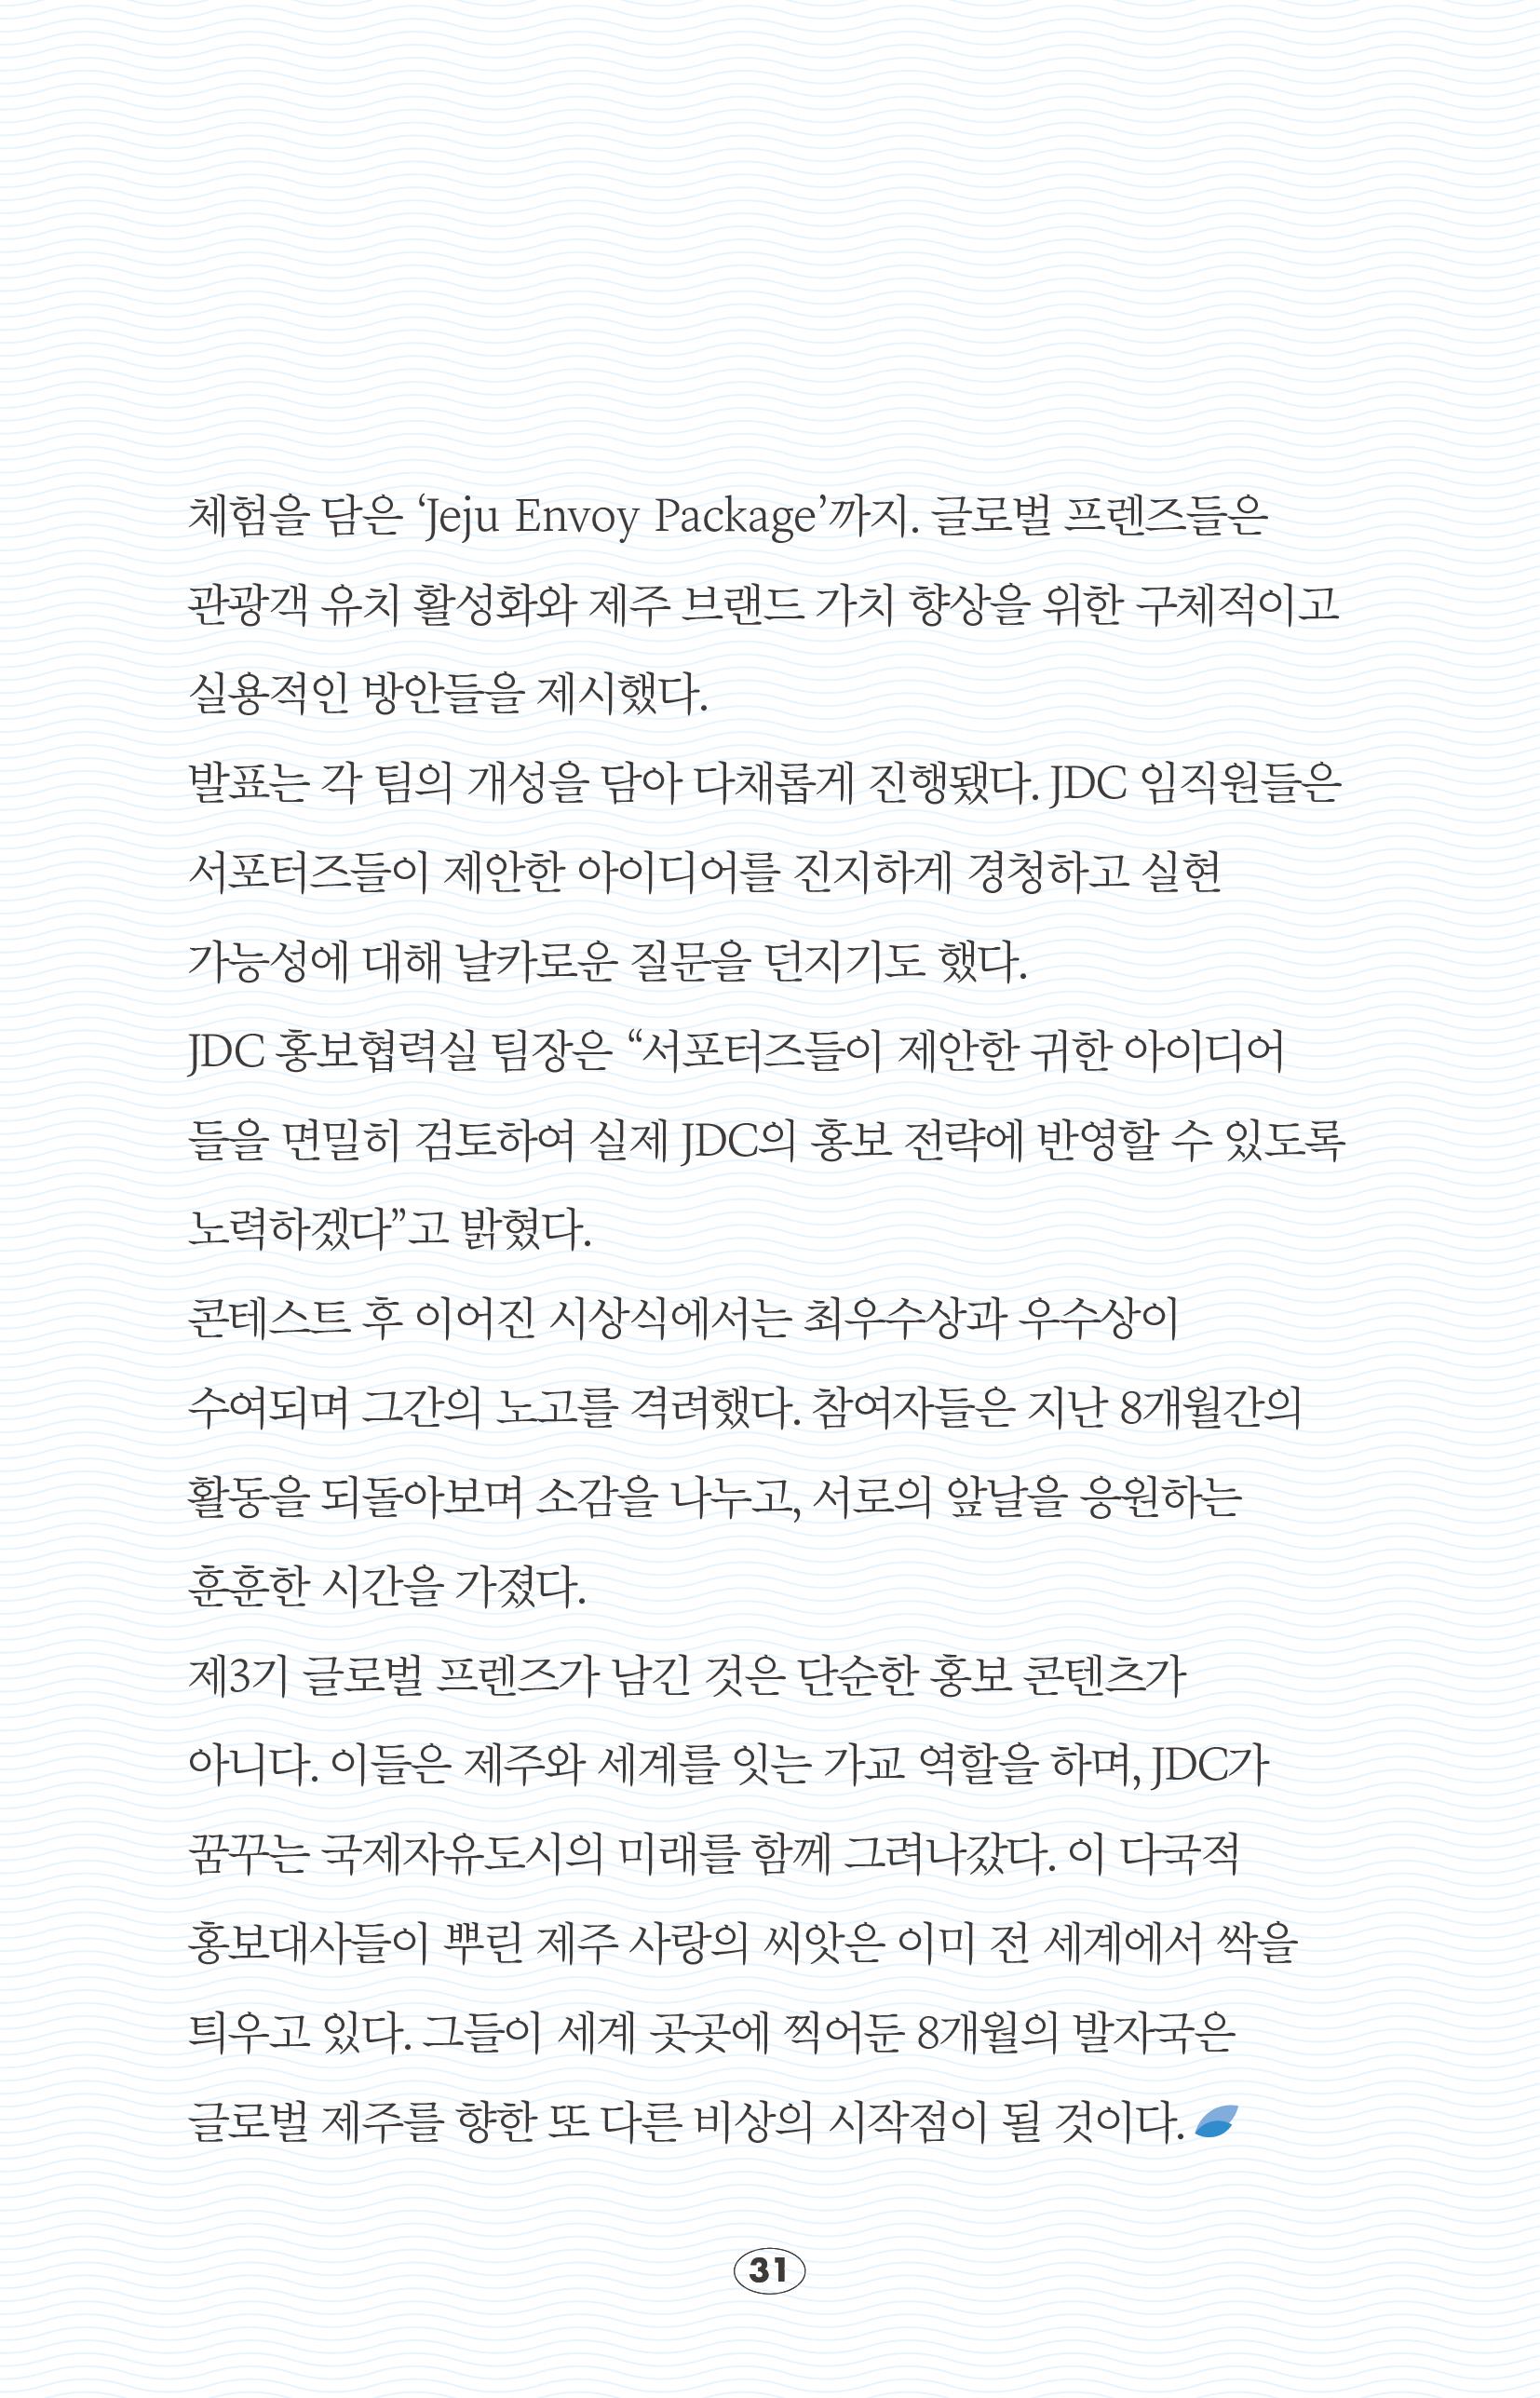 체험을 담은 ‘Jeju Envoy Package’까지. 글로벌 프렌즈들은
관광객 유치 활성화와 제주 브랜드 가치 향상을 위한 구체적이고
실용적인 방안들을 제시했다.
발표는 각 팀의 개성을 담아 다채롭게 진행됐다. JDC 임직원들은
서포터즈들이 제안한 아이디어를 진지하게 경청하고 실현
가능성에 대해 날카로운 질문을 던지기도 했다.
JDC 홍보협력실 팀장은 “서포터즈들이 제안한 귀한 아이디어
들을 면밀히 검토하여 실제 JDC의 홍보 전략에 반영할 수 있도록
노력하겠다”고 밝혔다.
콘테스트 후 이어진 시상식에서는 최우수상과 우수상이
수여되며 그간의 노고를 격려했다. 참여자들은 지난 8개월간의
활동을 되돌아보며 소감을 나누고, 서로의 앞날을 응원하는
훈훈한 시간을 가졌다.
제3기 글로벌 프렌즈가 남긴 것은 단순한 홍보 콘텐츠가
아니다. 이들은 제주와 세계를 잇는 가교 역할을 하며, JDC가
꿈꾸는 국제자유도시의 미래를 함께 그려나갔다. 이 다국적
홍보대사들이 뿌린 제주 사랑의 씨앗은 이미 전 세계에서 싹을
틔우고 있다. 그들이 세계 곳곳에 찍어둔 8개월의 발자국은
글로벌 제주를 향한 또 다른 비상의 시작점이 될 것이다.
31